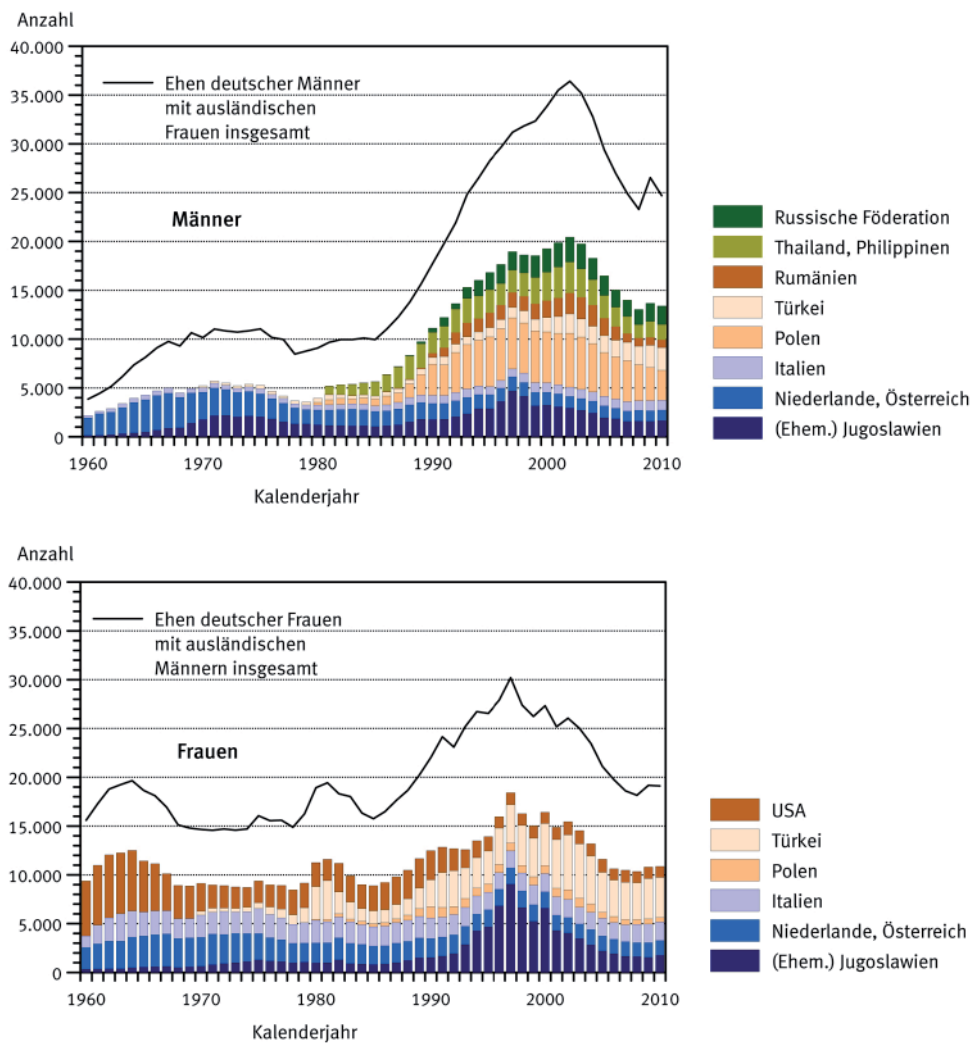 Anzahl
40.000
35.000
30.000
25.000
20.000
15.000
10.000
5.000
0
Ehen deutscher Männer
mit ausländischen
Frauen insgesamt
Männer
1960 1970 1980 1990 2000 2010
Kalenderjahr
Russische Föderation
Thailand, Philippinen
Rumänien
Türkei
Polen
Italien
Niederlande, Österreich
(Ehem.) Jugoslawien
Anzahl
40.000
35.000
30.000
25.000
20.000
15.000
10.000
5.000
0
Ehen deutscher Frauen
mit ausländischen
Männern insgesamt
Frauen
1960 1970 1980 1990 2000 2010
Kalenderjahr
USA
Türkei
Polen
Italien
Niederlande, Österreich
(Ehem.) Jugoslawien